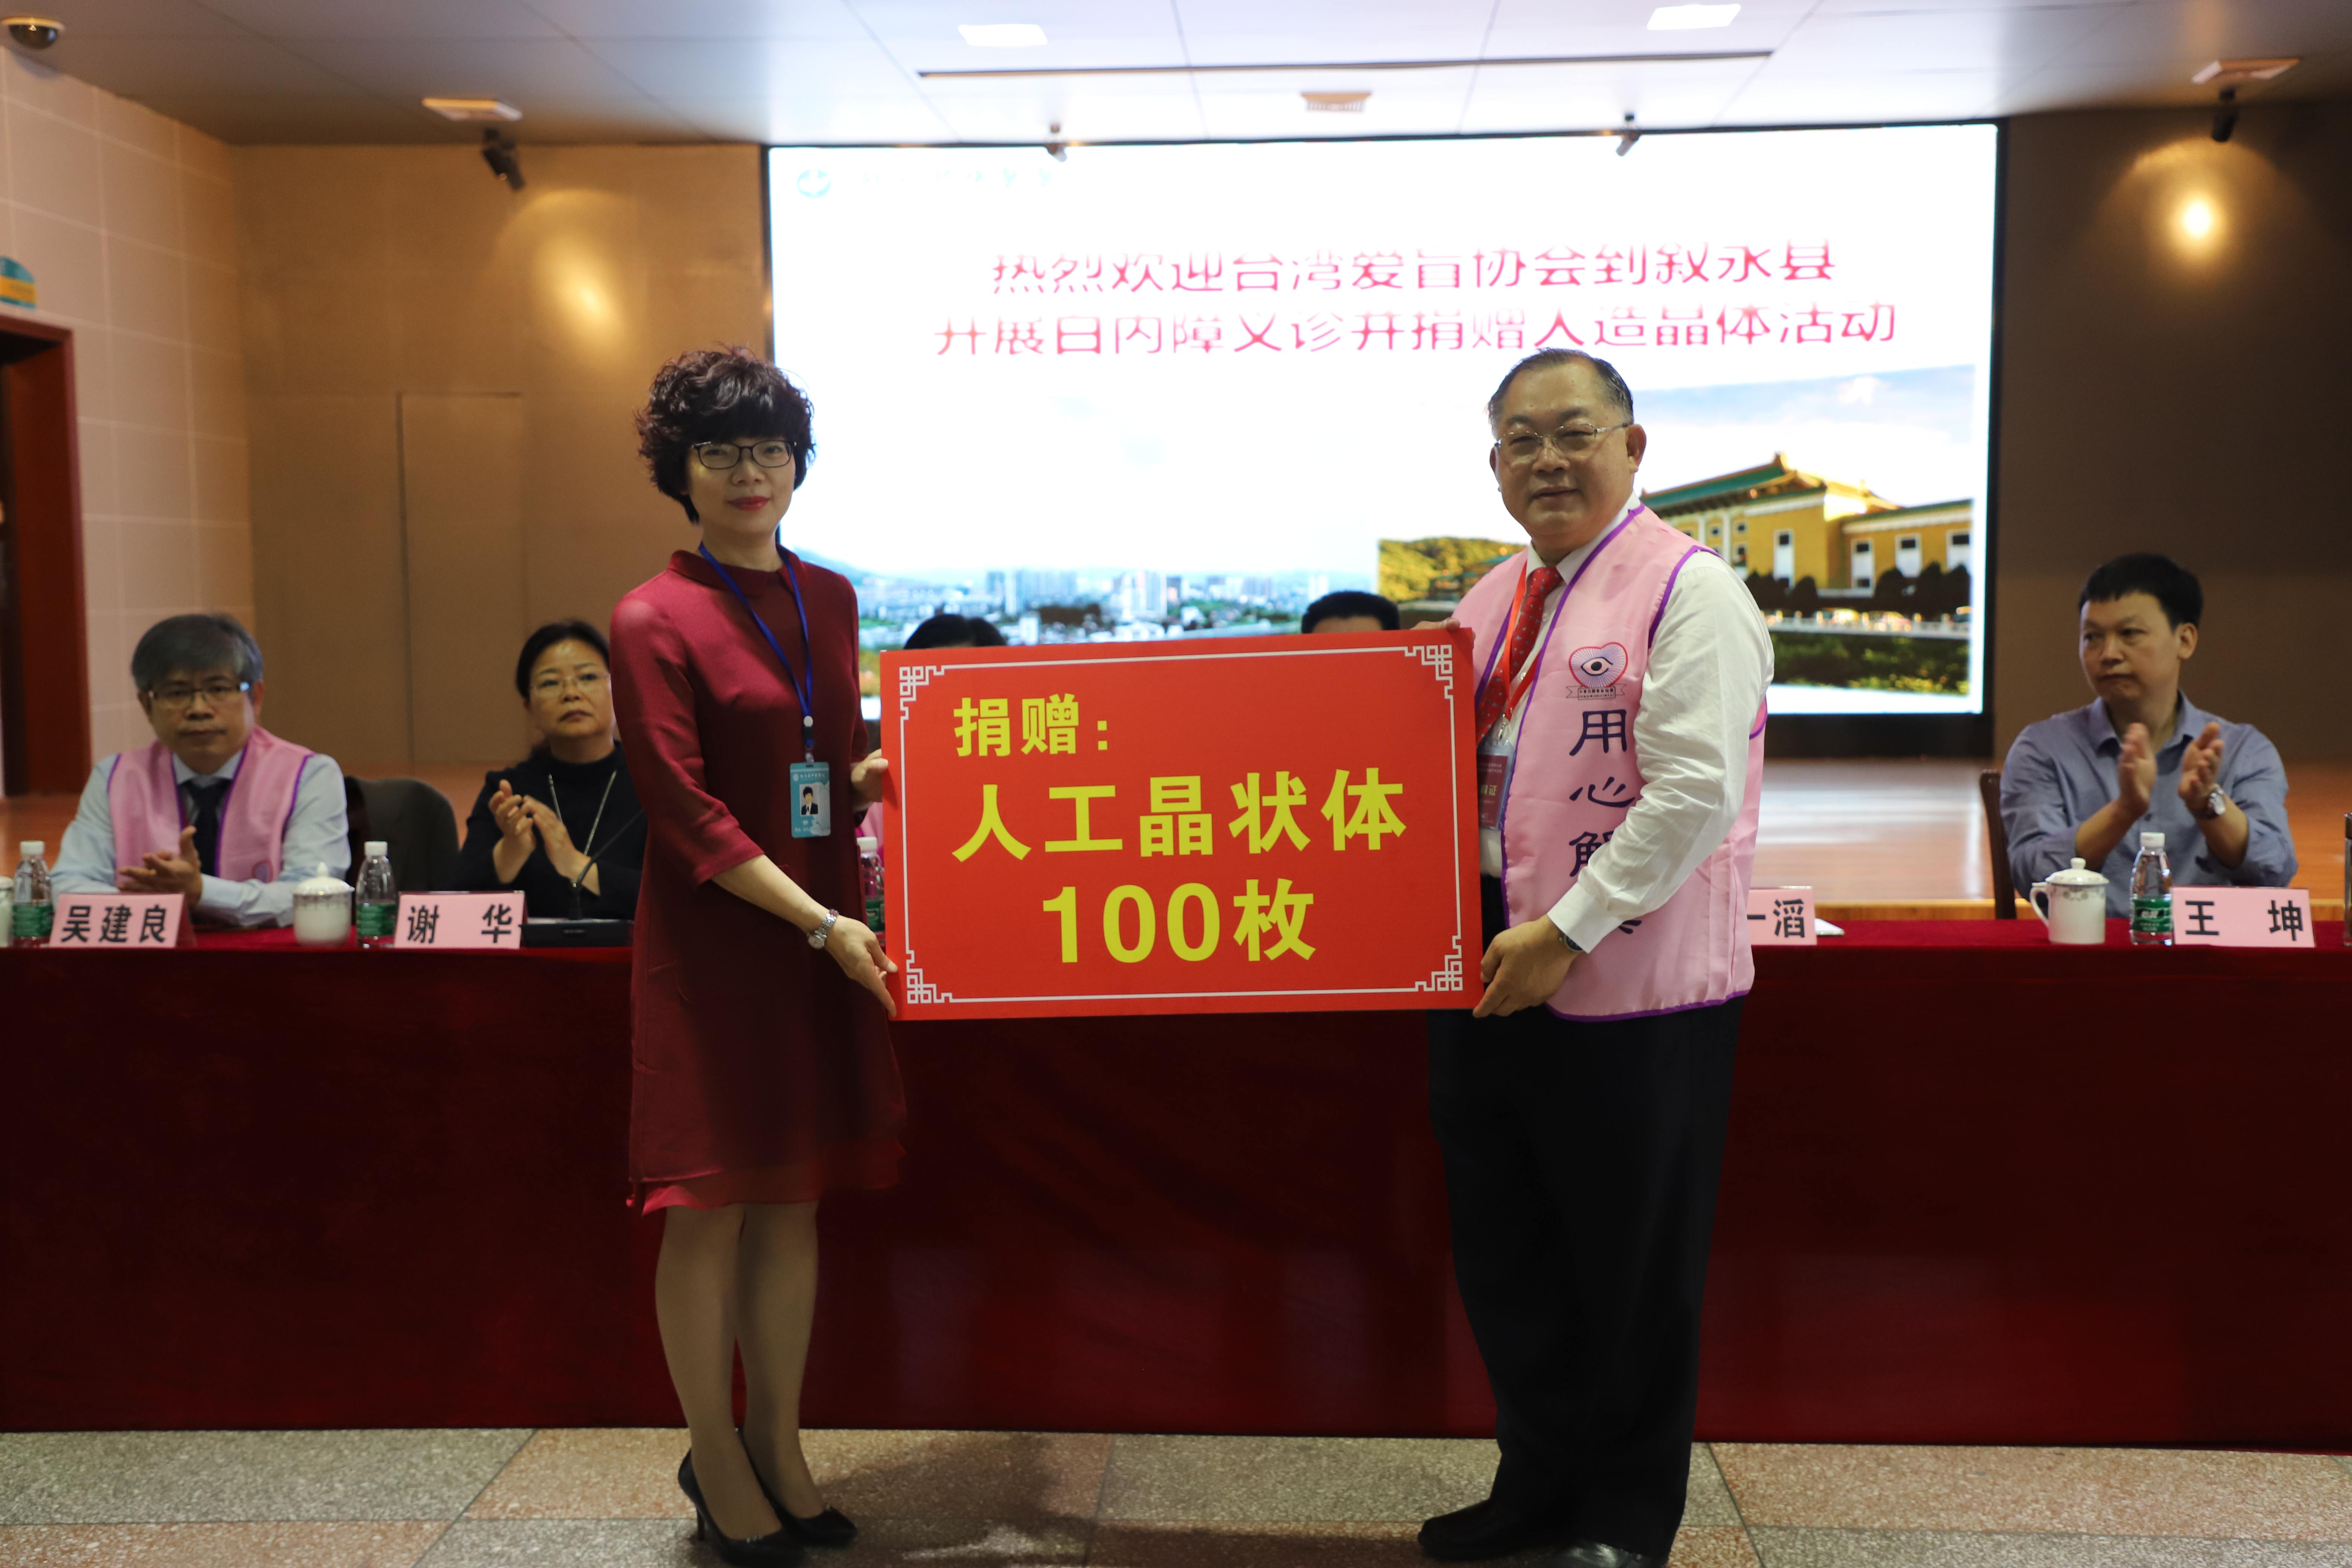 热烈欢迎台湾爱盲协会到叙永县
开展白内障义诊并捐赠人造晶体活动
捐赠：
人工晶状体
100枚
用心解
吴建良
谢 华
一滔
王 坤